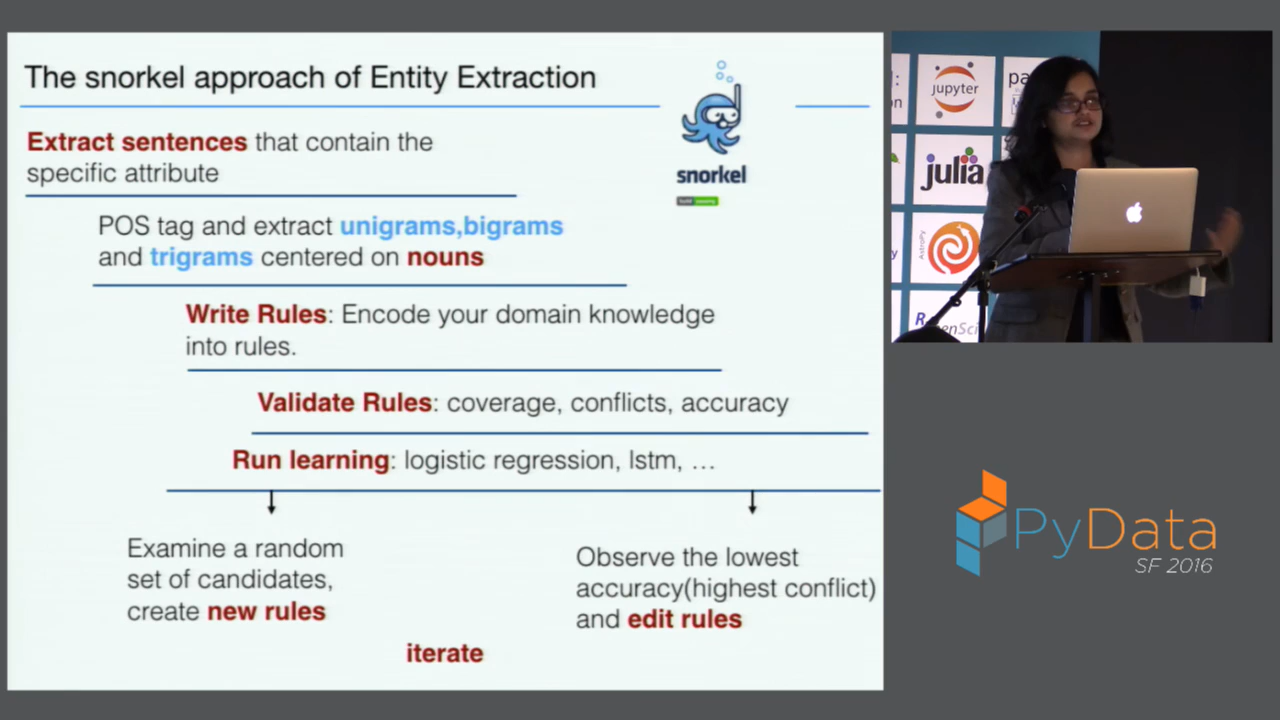 The snorkel approach of Entity Extraction
snorkel
Extract sentences that contain the
specific attribute
POS tag and extract unigrams,bigrams
and trigrams centered on nouns
Write Rules: Encode your domain knowledge
into rules.
Validate Rules: coverage, conflicts, accuracy
Run learning: logistic regression, lstm, …
Examine a random
set of candidates,
create new rules
Observe the lowest
accuracy(highest conflict)
and edit rules
iterate
jupyter
julia
AstroPy
PyData
SF 2016